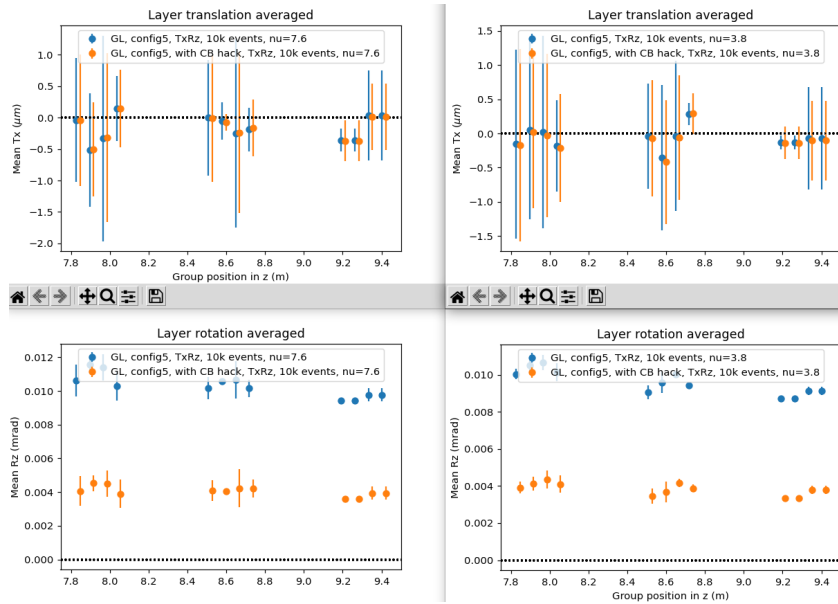 Layer translation averaged
GL, config5, TxRz, 10k events, nu=7.6
GL, config5, with CB hack, TxRz, 10k events, nu=7.6
Mean Tx (μm)
1.0
0.5
0.0
−0.5
−1.0
−1.5
−2.0
7.8 8.0 8.2 8.4 8.6 8.8 9.0 9.2 9.4
Group position in z (m)
Layer translation averaged
GL, config5, TxRz, 10k events, nu=3.8
GL, config5, with CB hack, TxRz, 10k events, nu=3.8
Mean Tx (μm)
1.5
1.0
0.5
0.0
−0.5
−1.0
−1.5
7.8 8.0 8.2 8.4 8.6 8.8 9.0 9.2 9.4
Group position in z (m)
Layer rotation averaged
GL, config5, TxRz, 10k events, nu=7.6
GL, config5, with CB hack, TxRz, 10k events, nu=7.6
Mean Rz (mrad)
0.012
0.010
0.008
0.006
0.004
0.002
0.000
7.8 8.0 8.2 8.4 8.6 8.8 9.0 9.2 9.4
Layer rotation averaged
GL, config5, TxRz, 10k events, nu=3.8
GL, config5, with CB hack, TxRz, 10k events, nu=3.8
Mean Rz (mrad)
0.010
0.008
0.006
0.004
0.002
0.000
7.8 8.0 8.2 8.4 8.6 8.8 9.0 9.2 9.4
Group position in z (m)